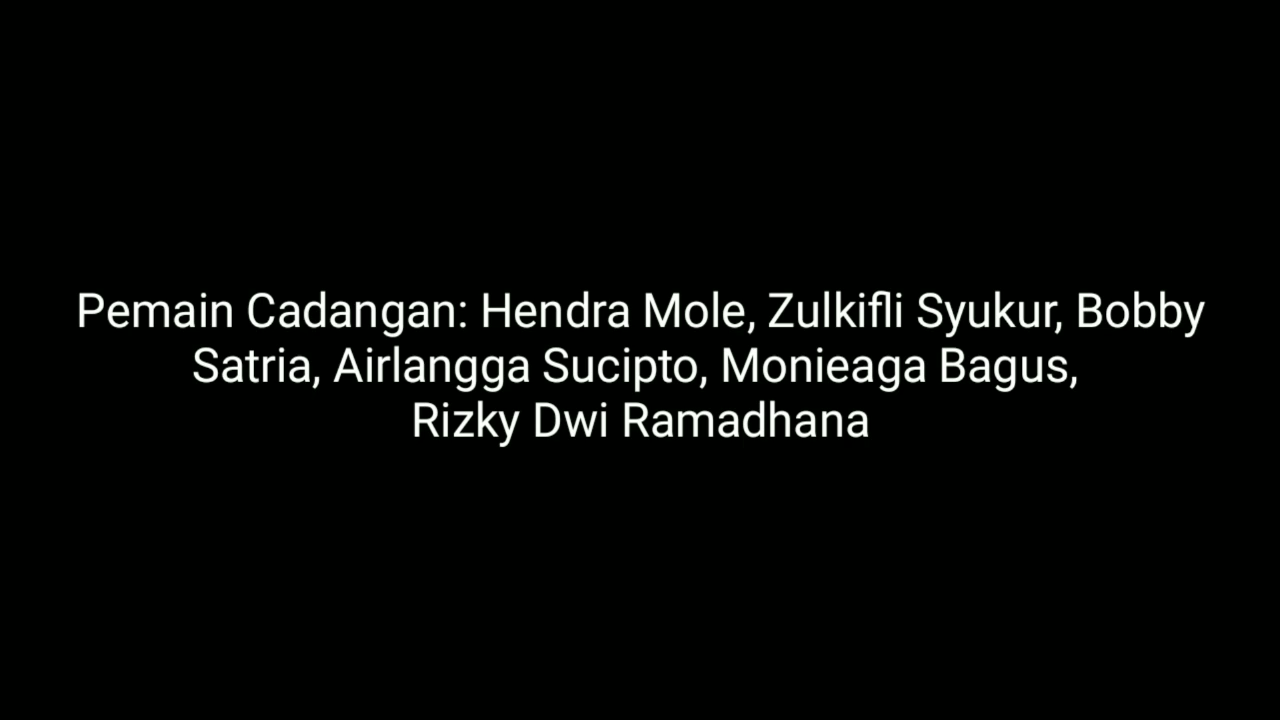 Pemain Cadangan: Hendra Mole, Zulkifli Syukur, Bobby
Satria, Airlangga Sucipto, Monieaga Bagus,
Rizky Dwi Ramadhana